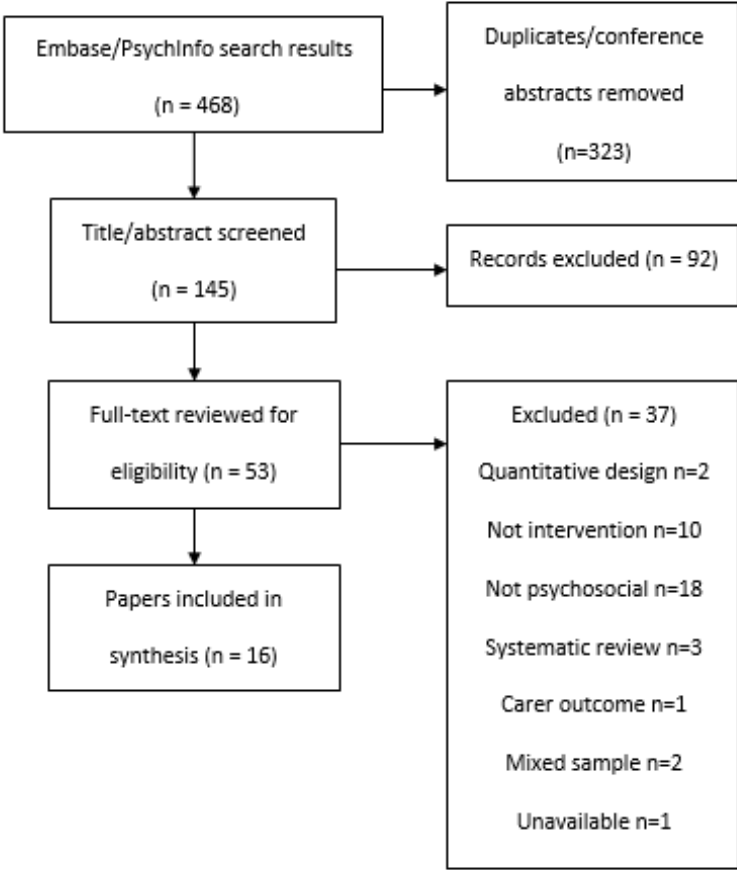 Embase/PsychInfo search results
(n = 468)
Duplicates/conference
abstracts removed
(n=323)
Title/abstract screened
(n = 145)
Records excluded (n = 92)
Full-text reviewed for
eligibility (n = 53)
Excluded (n = 37)
Quantitative design n=2
Not intervention n=10
Not psychosocial n=18
Systematic review n=3
Carer outcome n=1
Mixed sample n=2
Unavailable n=1
Papers included in
synthesis (n = 16)